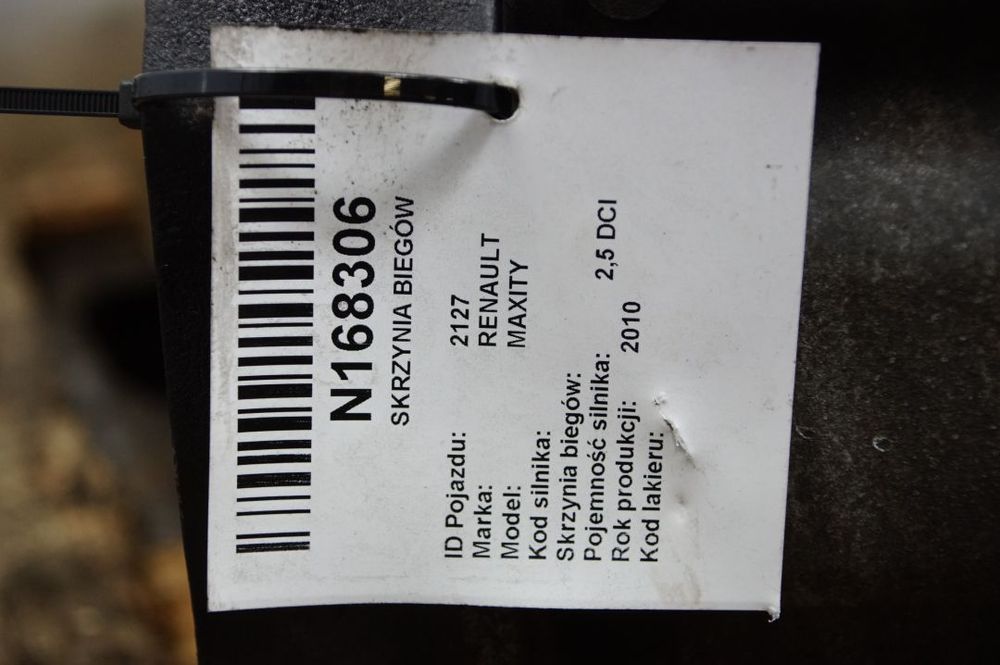 N168306
SKRZYNIA BIEGÓW
ID Pojazdu: 2127
Marka: RENAULT
Model: MAXITY
Kod silnika:
Skrzynia biegów:
Pojemność silnika: 2,5 DCI
Rok produkcji: 2010
Kod lakieru: